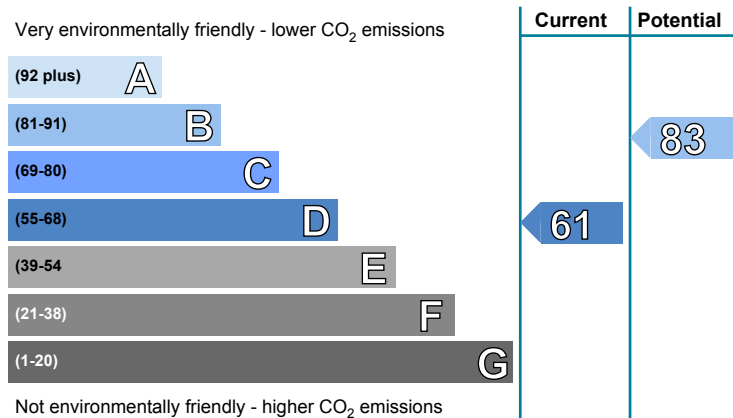 Current Potential
Very environmentally friendly - lower CO2 emissions
(92 plus) A
(81-91) B
83
(69-80) C
(55-68) D
61
(39-54 E
(21-38) F
(1-20) G
Not environmentally friendly - higher CO2 emissions